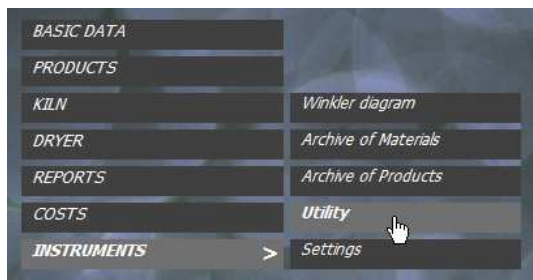 BASIC DATA
PRODUCTS
KILN
DRYER
REPORTS
COSTS
INSTRUMENTS >
Winkler diagram
Archive of Materials
Archive of Products
Utility
Settings